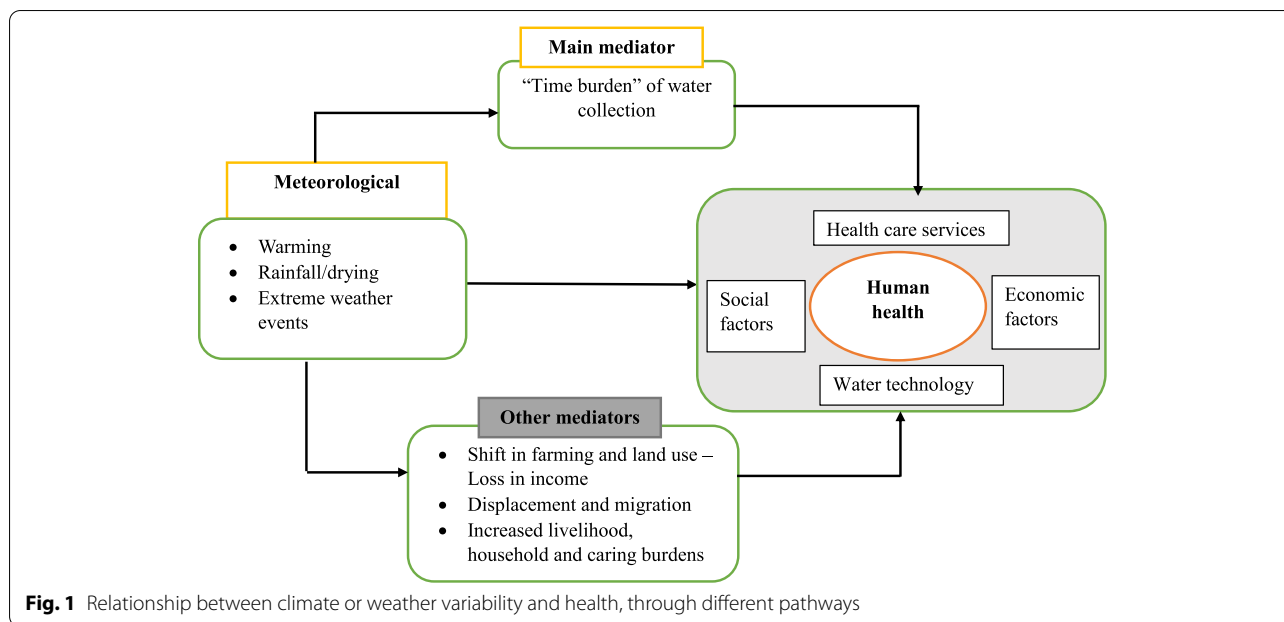 Main mediator
“Time burden” of water
collection
Meteorological
• Warming
• Rainfall/drying
• Extreme weather
events
Health care services
Social
factors
Human
health
Economic
factors
Water technology
Other mediators
• Shift in farming and land use –
Loss in income
• Displacement and migration
• Increased livelihood,
household and caring burdens
Fig. 1 Relationship between climate or weather variability and health, through different pathways